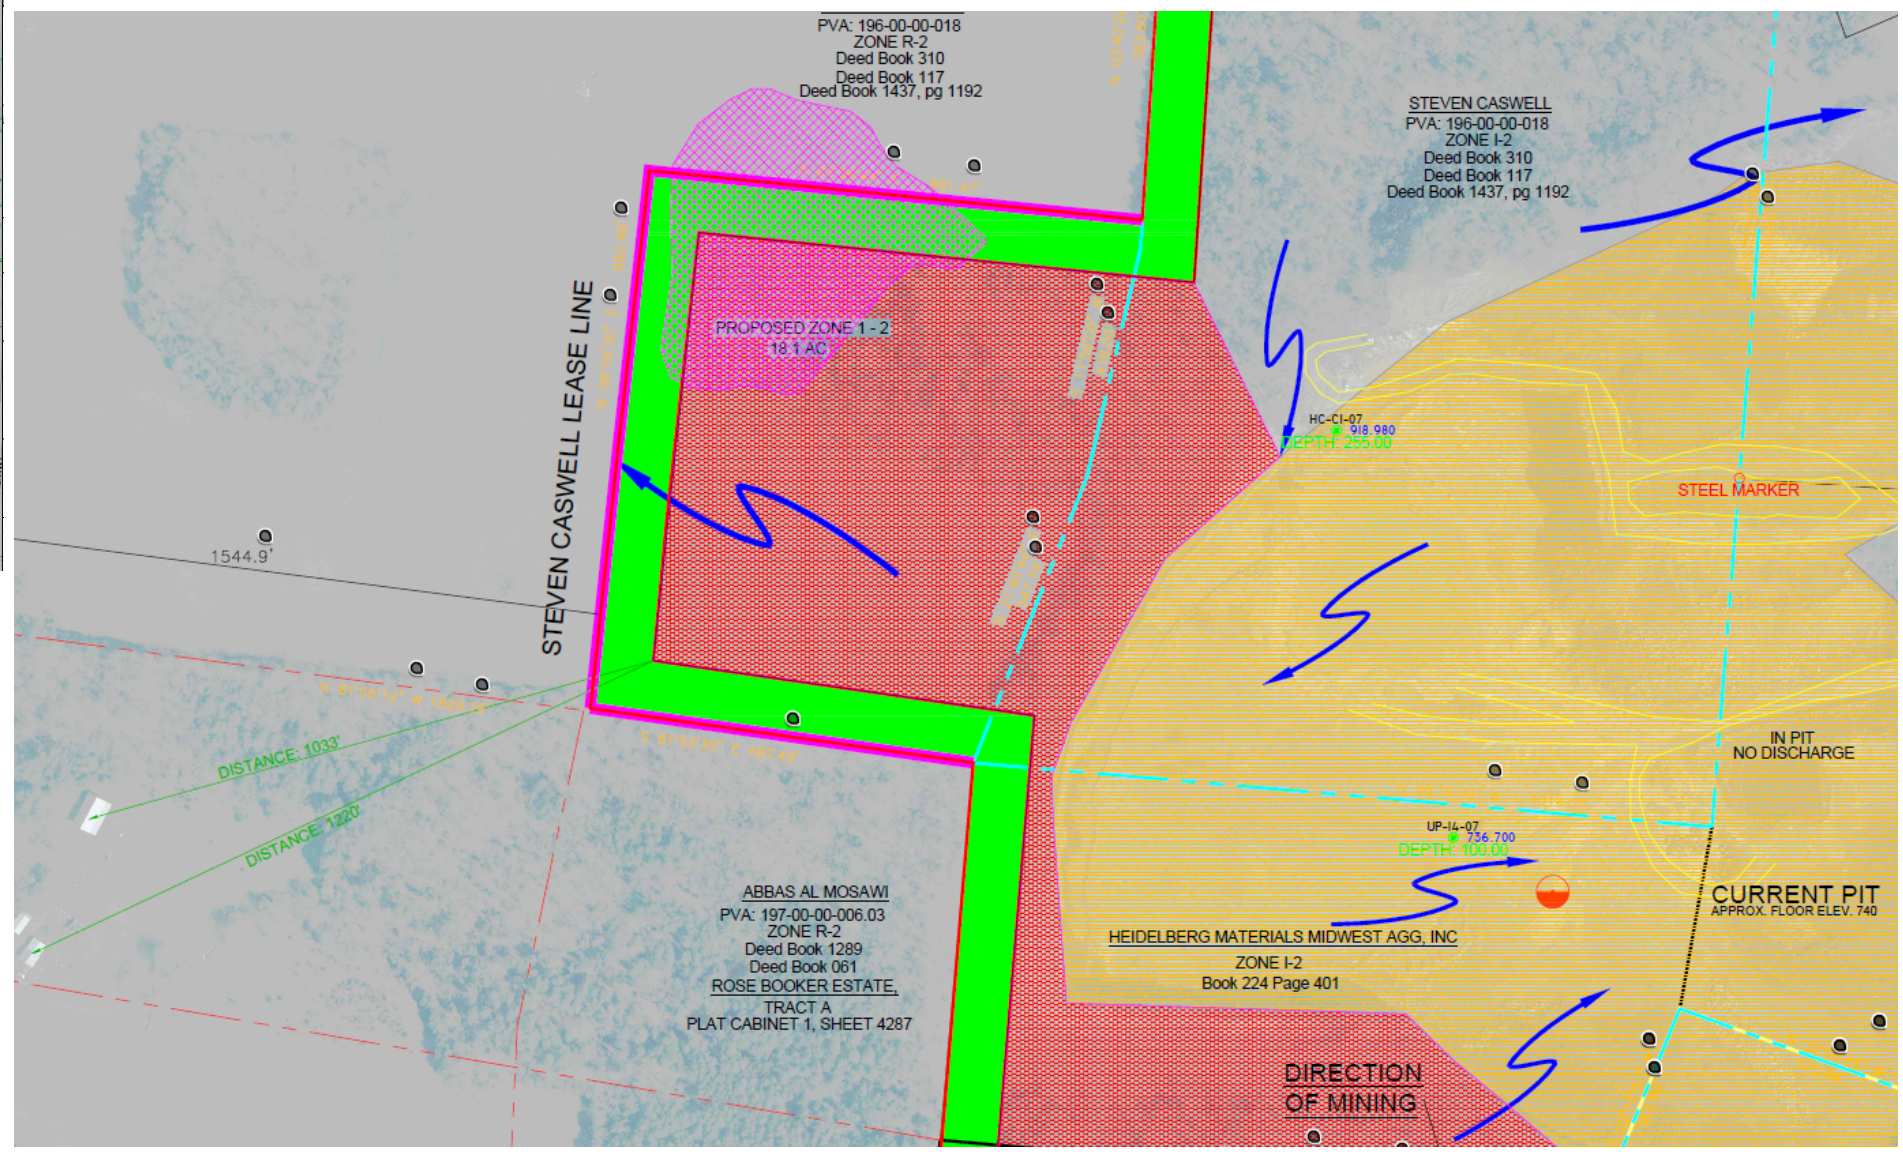 PVA: 196-00-00-018
ZONE R-2
Deed Book 310
Deed Book 117
Deed Book 1437, pg 1192
STEVEN CASWELL
PVA: 196-00-00-018
ZONE I-2
Deed Book 310
Deed Book 117
Deed Book 1437, pg 1192
STEVEN CASWELL LEASE LINE
PROPOSED ZONE 1 - 2
18.1 AC
HC-CI-07
918.980
DEPTH: 255.00
STEEL MARKER
1544.9'
DISTANCE: 1033'
DISTANCE: 1220'
IN PIT
NO DISCHARGE
UP-I4-07
736.700
DEPTH: 100.00
CURRENT PIT
APPROX. FLOOR ELEV. 740
ABBAS AL MOSAWI
PVA: 197-00-00-006.03
ZONE R-2
Deed Book 1289
Deed Book 061
ROSE BOOKER ESTATE,
TRACT A
PLAT CABINET 1, SHEET 4287
HEIDELBERG MATERIALS MIDWEST AGG, INC
ZONE I-2
Book 224 Page 401
DIRECTION
OF MINING